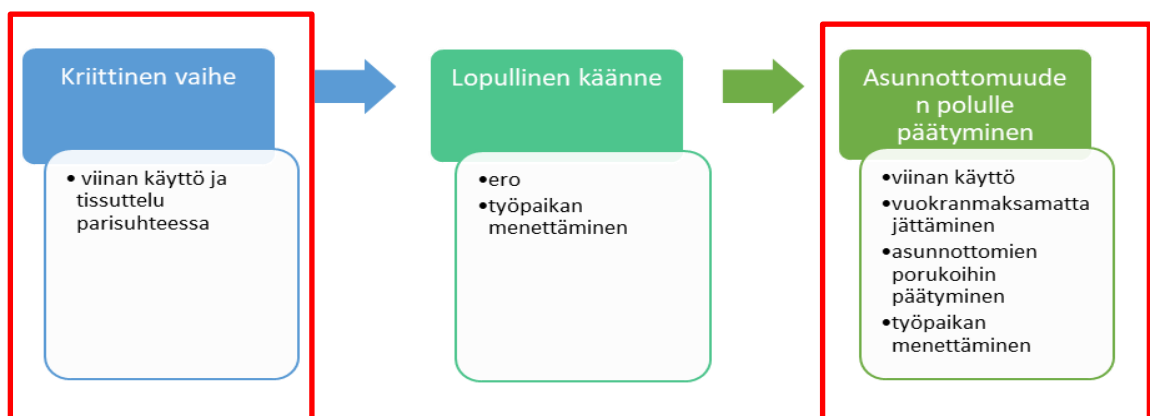 Kriittinen vaihe
• viinan käyttö ja
tissuttelu
parisuhteessa
Lopullinen käänne
•ero
•työpaikan
menettäminen
Asunnottomuude
n polulle
päätyminen
•viinan käyttö
•vuokranmaksamatta
jättäminen
•asunnottomien
porukoihin
päätyminen
•työpaikan
menettäminen